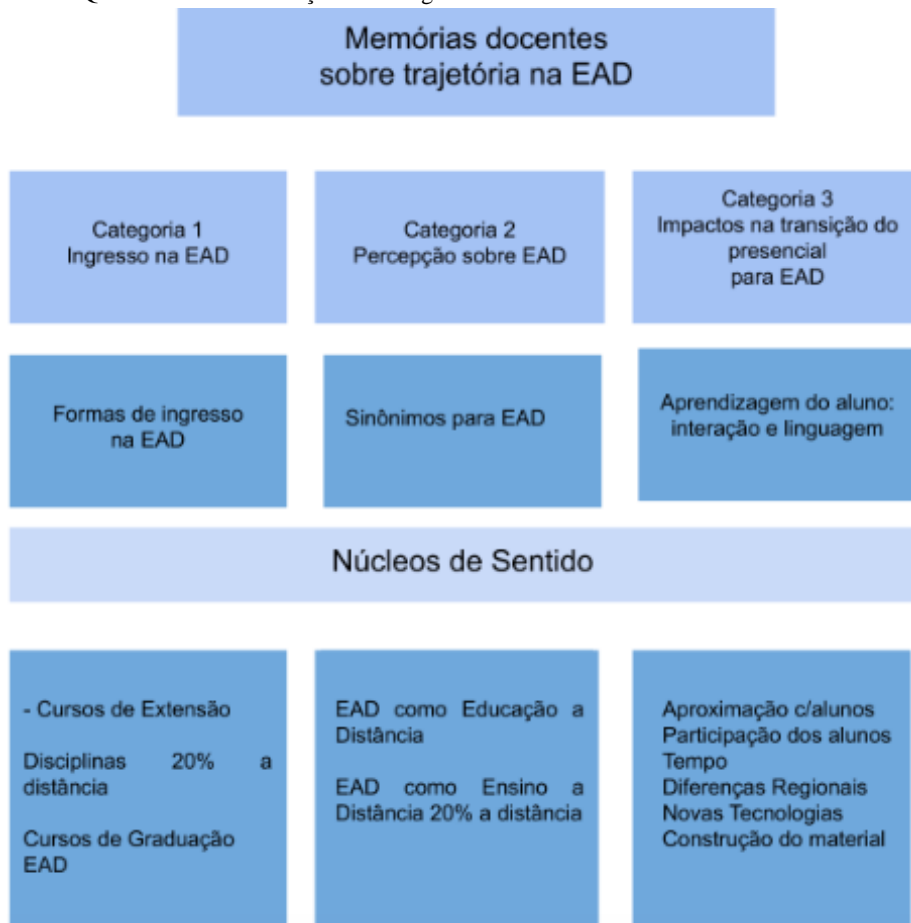 Memórias docentes
sobre trajetória na EAD
Categoria 1
Ingresso na EAD
Categoria 2
Percepção sobre EAD
Categoria 3
Impactos na transição do
presencial
para EAD
Formas de ingresso
na EAD
Sinônimos para EAD
Aprendizagem do aluno:
interação e linguagem
Núcleos de Sentido
- Cursos de Extensão
Disciplinas 20% a
distância
Cursos de Graduação
EAD
EAD como Educação a
Distância
EAD como Ensino a
Distância 20% a distância
Aproximação c/alunos
Participação dos alunos
Tempo
Diferenças Regionais
Novas Tecnologias
Construção do material